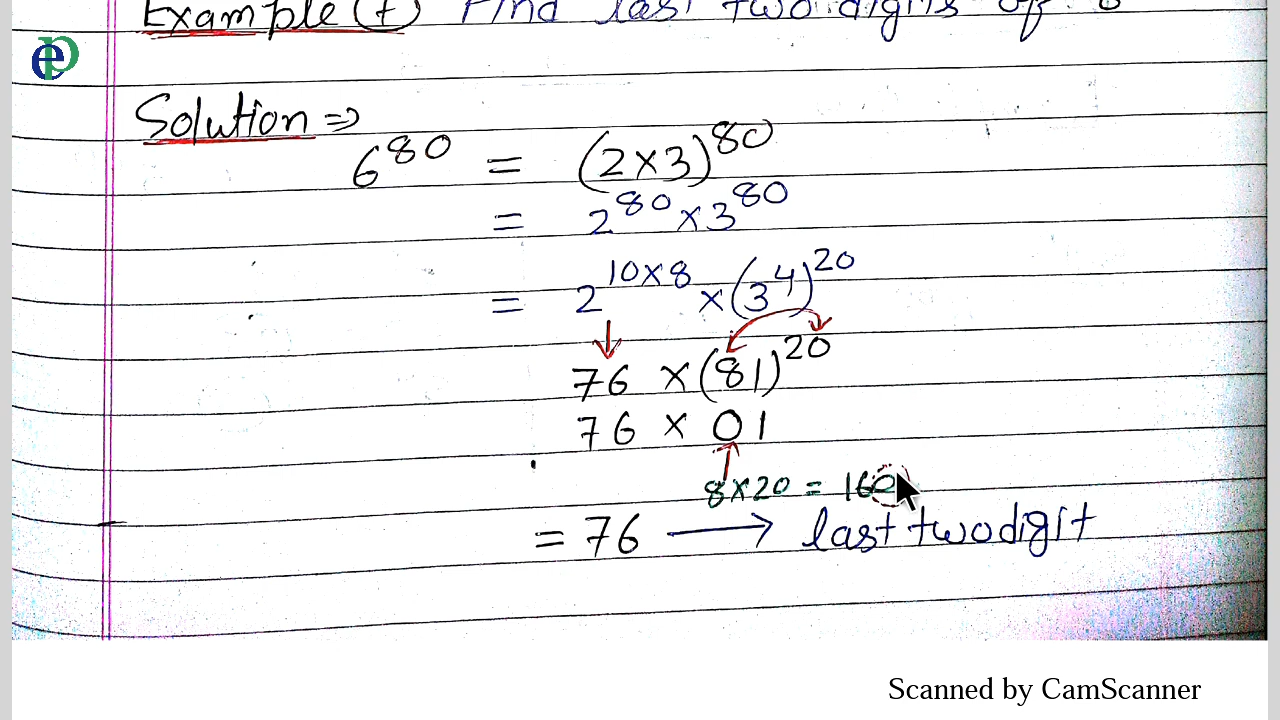 Example (7) Find last two digits of 6
ep
Solution ⇒
6^80 = (2×3)^80
= 2^80 × 3^80
= 2^10×8 × (3^4)^20
76 × (81)^20
76 × 01
8×20 = 160
= 76 → last two digit
Scanned by CamScanner